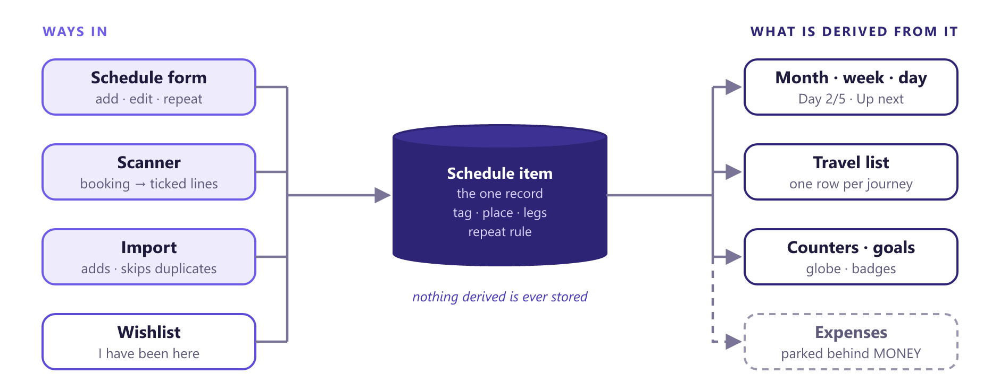 WAYS IN
Schedule form
add · edit · repeat
Scanner
booking → ticked lines
Import
adds · skips duplicates
Wishlist
I have been here
Schedule item
the one record
tag · place · legs
repeat rule
nothing derived is ever stored
WHAT IS DERIVED FROM IT
Month · week · day
Day 2/5 · Up next
Travel list
one row per journey
Counters · goals
globe · badges
Expenses
parked behind MONEY